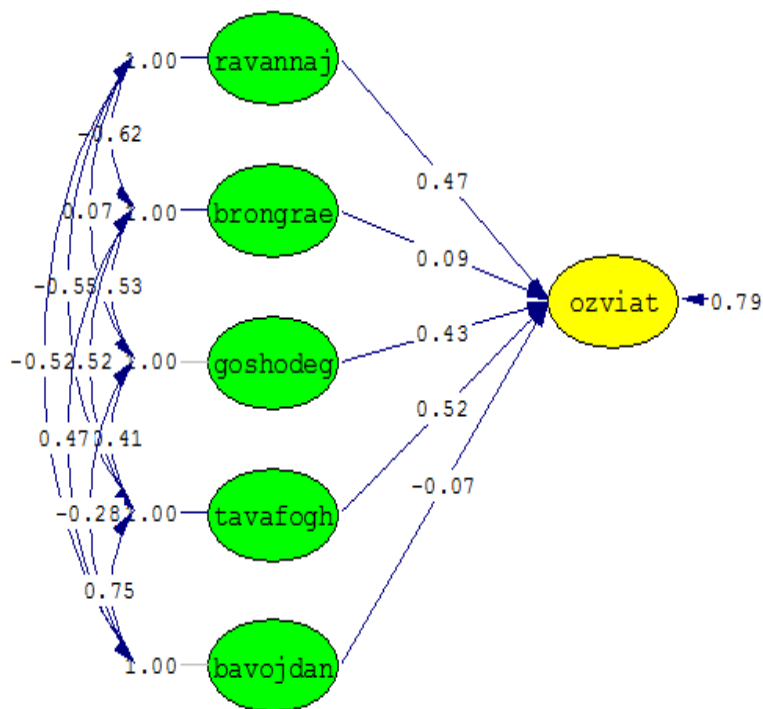 1.00 ravannaj
-0.62
0.47
0.07 1.00 brongrae
0.09
-0.55 .53
ozviat 0.79
-0.52 .52 1.00 goshodeg
0.43
0.52
0.47 0.41
-0.07
-0.28 1.00 tavafogh
0.75
1.00 bavojdan